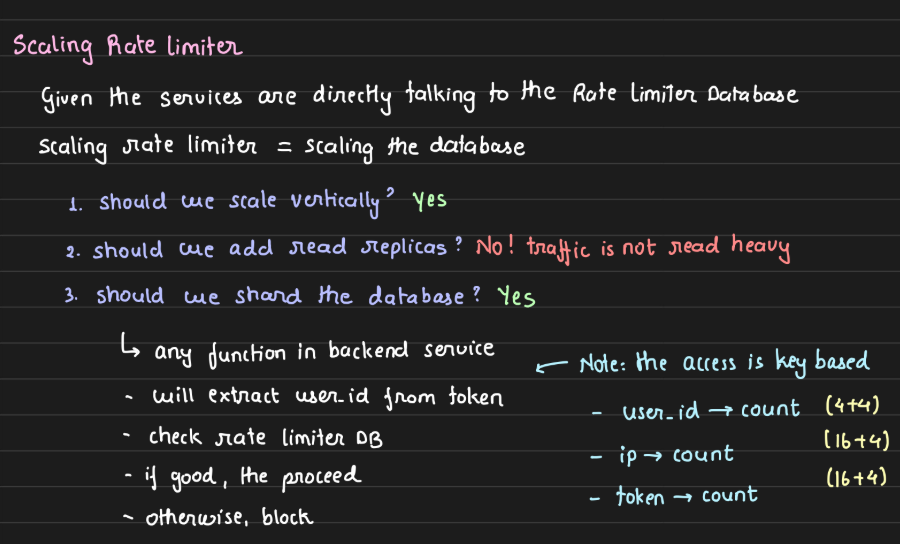 Scaling Rate limiter
Given the services are directly talking to the Rate Limiter Database
Scaling rate limiter = scaling the database
1. should we scale vertically? Yes
2. should we add read replicas? No! traffic is not read heavy
3. should we shard the database? Yes
↳ any function in backend service
- will extract user_id from token
- check rate limiter DB
- if good, the proceed
- otherwise, block
← Note: the access is key based
- user_id → count (4+4)
- ip → count (16+4)
- token → count (16+4)